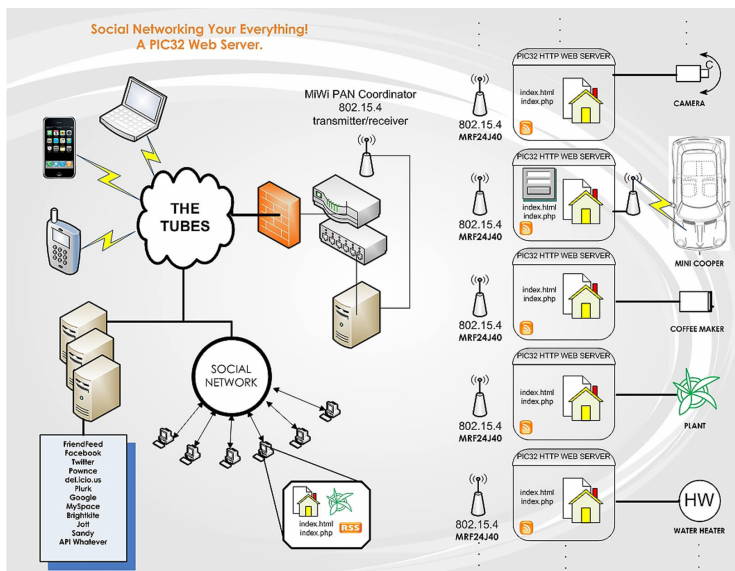 Social Networking Your Everything!
A PIC32 Web Server.
MiWi PAN Coordinator
802.15.4
transmitter/receiver
THE
TUBES
SOCIAL
NETWORK
FriendFeed
Facebook
Twitter
Pownce
del.icio.us
Plurk
Google
MySpace
Brightkite
Jott
Sandy
API Whatever
index.html
index.php
RSS
PIC32 HTTP WEB SERVER
index.html
index.php
802.15.4
MRF24J40
C
CAMERA
PIC32 HTTP WEB SERVER
index.html
index.php
802.15.4
MRF24J40
MINI COOPER
PIC32 HTTP WEB SERVER
index.html
index.php
802.15.4
MRF24J40
COFFEE MAKER
PIC32 HTTP WEB SERVER
index.html
index.php
802.15.4
MRF24J40
PLANT
PIC32 HTTP WEB SERVER
index.html
index.php
802.15.4
MRF24J40
HW
WATER HEATER